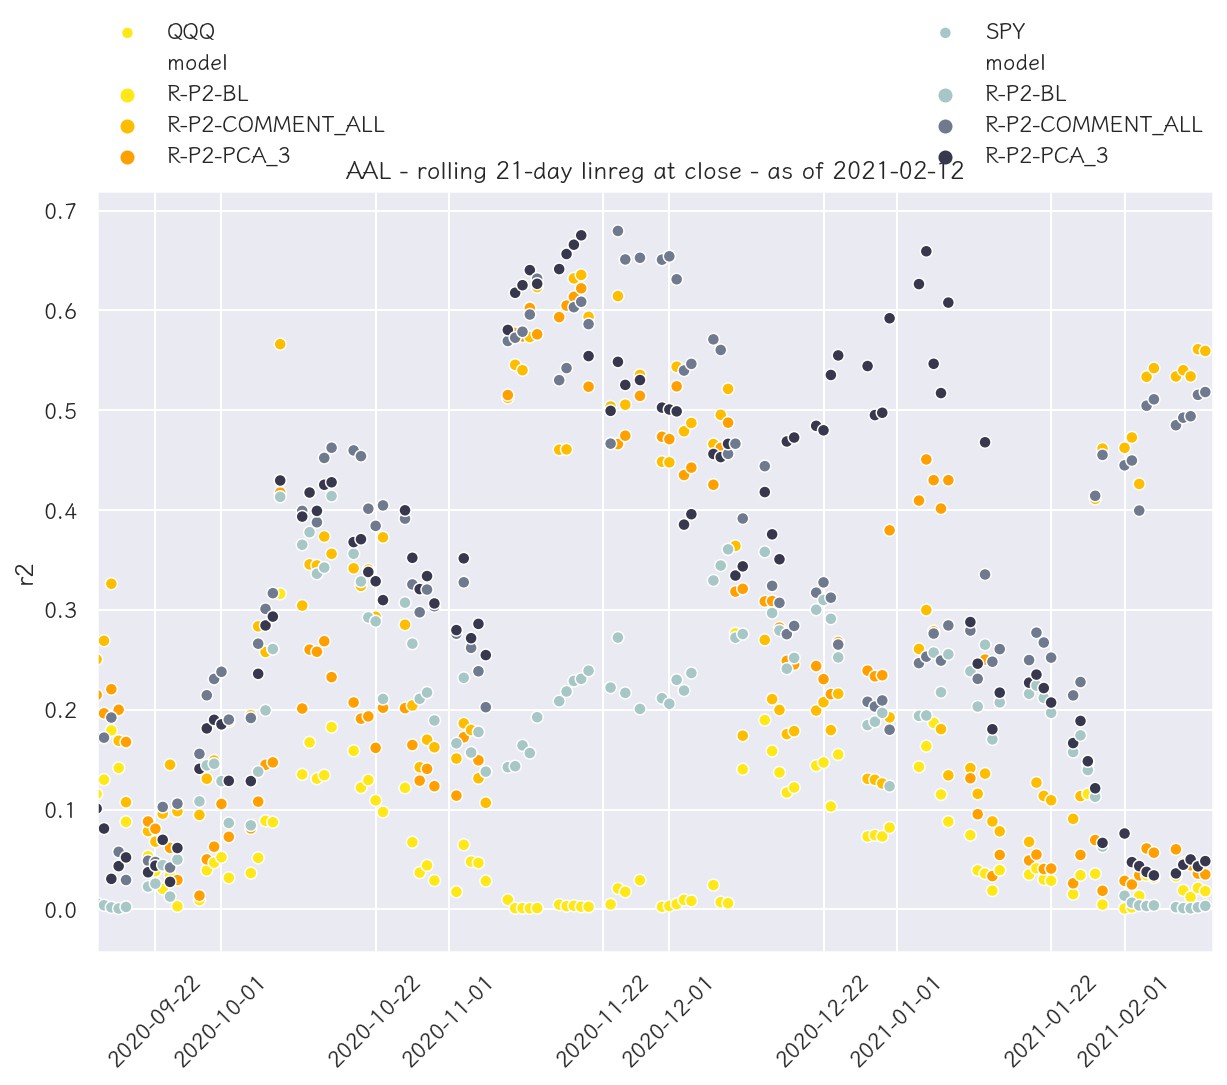 QQQ
model
R-P2-BL
R-P2-COMMENT_ALL
R-P2-PCA_3
SPY
model
R-P2-BL
R-P2-COMMENT_ALL
R-P2-PCA_3
AAL - rolling 21-day linreg at close - as of 2021-02-12
r2
0.7
0.6
0.5
0.4
0.3
0.2
0.1
0.0
2020-09-22
2020-10-01
2020-10-22
2020-11-01
2020-11-22
2020-12-01
2020-12-22
2021-01-01
2021-01-22
2021-02-01